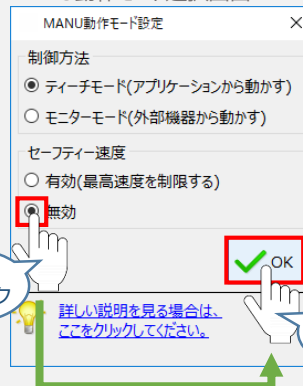 MANU動作モード設定
制御方法
ティーチモード(アプリケーションから動かす)
モニターモード(外部機器から動かす)
セーフティー速度
有効(最高速度を制限する)
無効
OK
詳しい説明を見る場合は、
ここをクリックしてください。